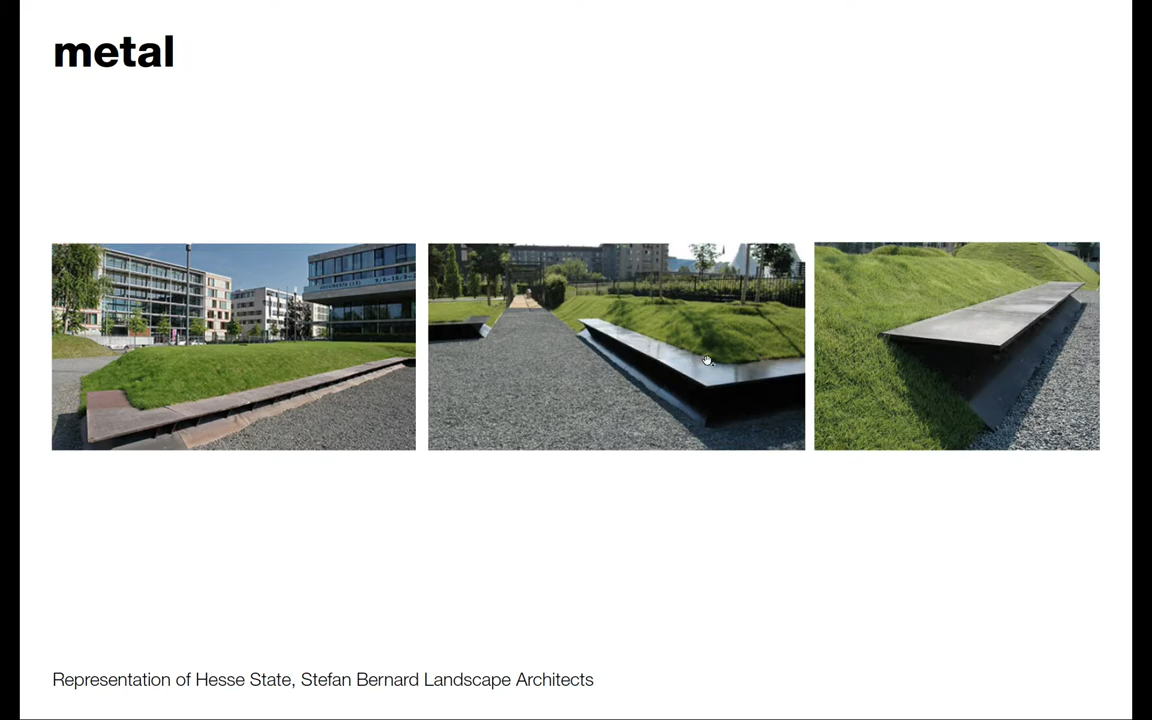 metal
Representation of Hesse State, Stefan Bernard Landscape Architects